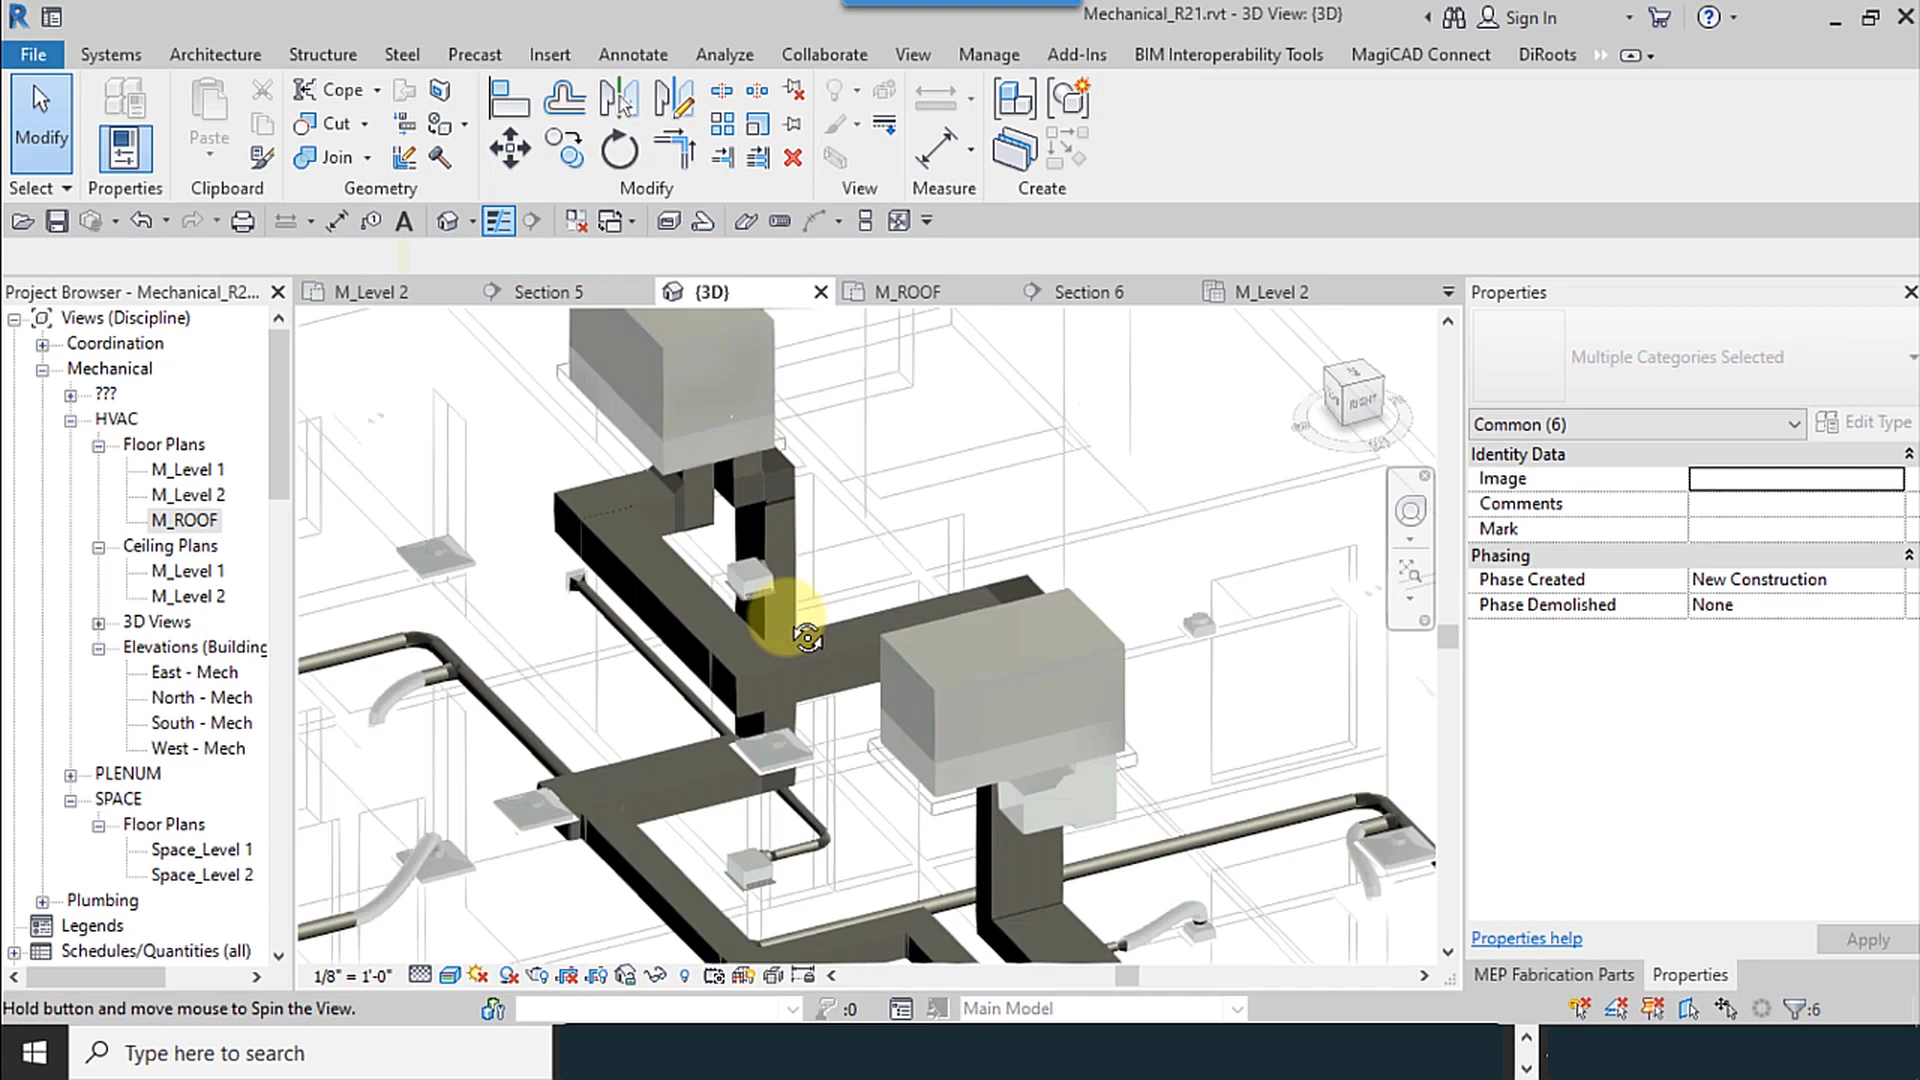 Mechanical_R21.rvt - 3D View: {3D}
Sign In
File
Systems
Architecture
Structure
Steel
Precast
Insert
Annotate
Analyze
Collaborate
View
Manage
Add-Ins
BIM Interoperability Tools
MagiCAD Connect
DiRoots
Modify
Paste
Cope
Cut
Join
Select
Properties
Clipboard
Geometry
Modify
View
Measure
Create
Project Browser - Mechanical_R2...
M_Level 2
Section 5
{3D}
M_ROOF
Section 6
M_Level 2
Properties
Views (Discipline)
Coordination
Mechanical
???
HVAC
Floor Plans
M_Level 1
M_Level 2
M_ROOF
Ceiling Plans
M_Level 1
M_Level 2
3D Views
Elevations (Building
East - Mech
North - Mech
South - Mech
West - Mech
PLENUM
SPACE
Floor Plans
Space_Level 1
Space_Level 2
Plumbing
Legends
Schedules/Quantities (all)
RIGHT
Multiple Categories Selected
Common (6)
Edit Type
Identity Data
Image
Comments
Mark
Phasing
Phase Created
New Construction
Phase Demolished
None
Properties help
Apply
1/8" = 1'-0"
MEP Fabrication Parts
Properties
Hold button and move mouse to Spin the View.
:0
Main Model
:6
Type here to search